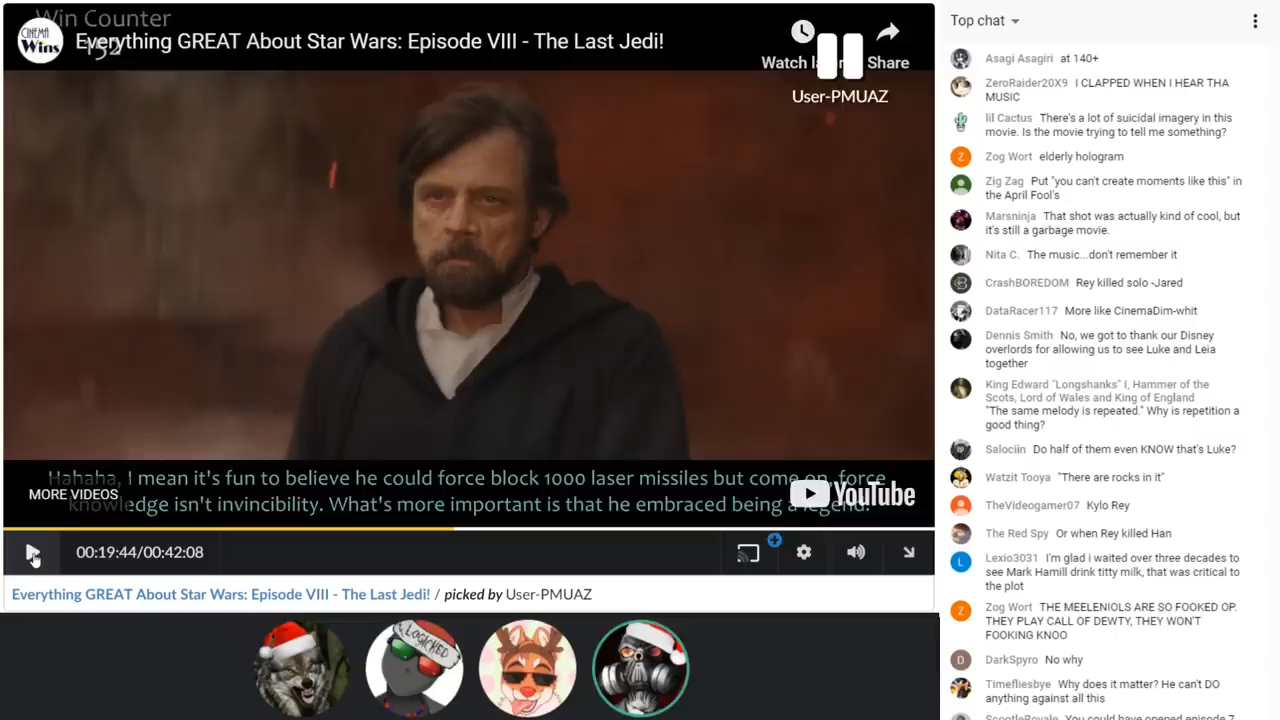 Win Counter
152
CINEMA
Wins
Everything GREAT About Star Wars: Episode VIII - The Last Jedi!
Share
User-PMUAZ
Hahaha, I mean it's fun to believe he could force block 1000 laser missiles but come on, force
knowledge isn't invincibility. What's more important is that he embraced being a legend.
MORE VIDEOS
YouTube
00:19:44/00:42:08
Everything GREAT About Star Wars: Episode VIII - The Last Jedi! / picked by User-PMUAZ
LOGICKED
Top chat
Asagi Asagiri at 140+
ZeroRaider20X9 I CLAPPED WHEN I HEAR THA
MUSIC
lil Cactus There's a lot of suicidal imagery in this
movie. Is the movie trying to tell me something?
Z
Zog Wort elderly hologram
Zig Zag Put "you can't create moments like this" in
the April Fool's
Marsninja That shot was actually kind of cool, but
it's still a garbage movie.
Nita C. The music...don't remember it
CrashBOREDOM Rey killed solo -Jared
DataRacer117 More like CinemaDim-whit
Dennis Smith No, we got to thank our Disney
overlords for allowing us to see Luke and Leia
together
King Edward "Longshanks" I, Hammer of the
Scots, Lord of Wales and King of England
"The same melody is repeated." Why is repetition a
good thing?
Salociin Do half of them even KNOW that's Luke?
Watzit Tooya "There are rocks in it"
TheVideogamer07 Kylo Rey
The Red Spy Or when Rey killed Han
L
Lexio3031 I'm glad i waited over three decades to
see Mark Hamill drink titty milk, that was critical to
the plot
Z
Zog Wort THE MEELENIOLS ARE SO FOOKED OP.
THEY PLAY CALL OF DEWTY, THEY WON'T
FOOKING KNOO
D
DarkSpyro No why
Timefliesbye Why does it matter? He can't DO
anything against all this
ScootleRoyale You could have opened episode 7